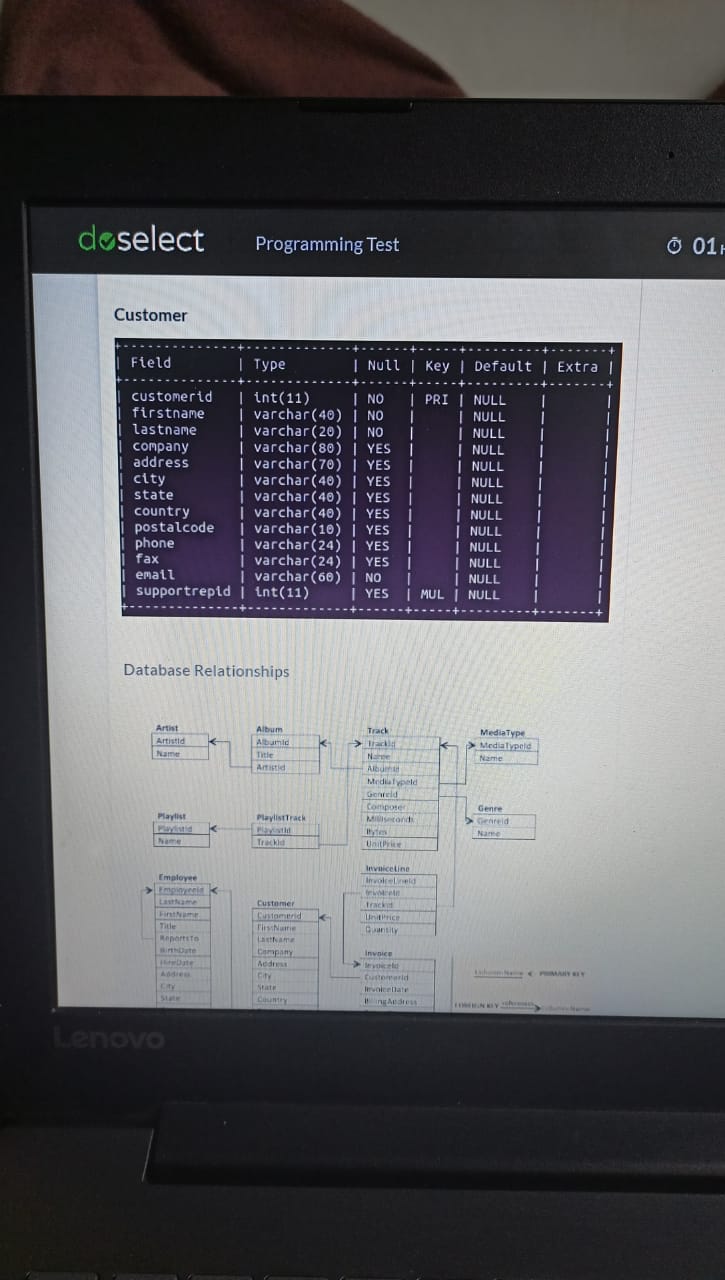 doselect
Programming Test
01
Customer
| Field | Type | Null | Key | Default | Extra |
| customerid | int(11) | NO | PRI | NULL | |
| firstname | varchar(40) | NO | | NULL | |
| lastname | varchar(20) | NO | | NULL | |
| company | varchar(80) | YES | | NULL | |
| address | varchar(70) | YES | | NULL | |
| city | varchar(40) | YES | | NULL | |
| state | varchar(40) | YES | | NULL | |
| country | varchar(40) | YES | | NULL | |
| postalcode | varchar(10) | YES | | NULL | |
| phone | varchar(24) | YES | | NULL | |
| fax | varchar(24) | YES | | NULL | |
| email | varchar(60) | NO | | NULL | |
| supportrepid | int(11) | YES | MUL | NULL | |
Database Relationships
Artist
ArtistId
Name
Album
AlbumId
Title
ArtistId
Track
TrackId
Name
AlbumId
MediaTypeId
GenreId
Composer
Milliseconds
Bytes
UnitPrice
MediaType
MediaTypeId
Name
Genre
GenreId
Name
Playlist
PlaylistId
Name
PlaylistTrack
PlaylistId
TrackId
Employee
EmployeeId
LastName
FirstName
Title
ReportsTo
BirthDate
HireDate
Address
City
State
Customer
CustomerId
FirstName
LastName
Company
Address
City
State
Country
InvoiceLine
InvoiceLineId
InvoiceId
TrackId
UnitPrice
Quantity
Invoice
InvoiceId
CustomerId
InvoiceDate
BillingAddress
ColumnName PRIMARY KEY
FOREIGN KEY references ColumnName
Lenovo